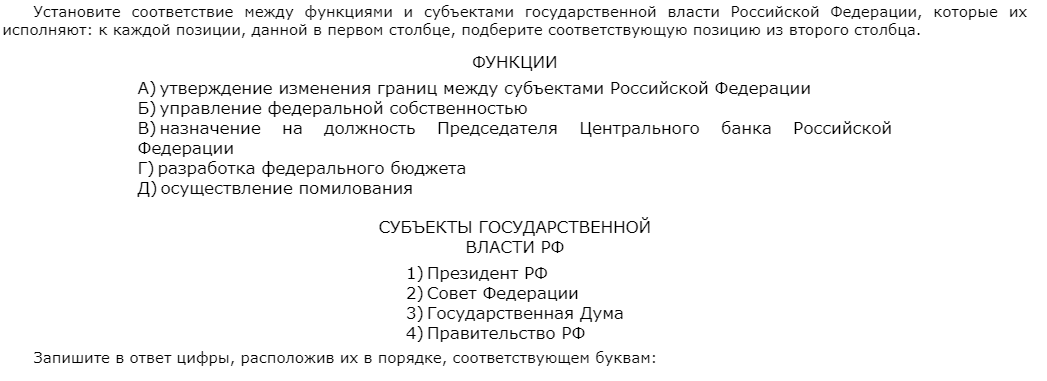 Установите соответствие между функциями и субъектами государственной власти Российской Федерации, которые их
исполняют: к каждой позиции, данной в первом столбце, подберите соответствующую позицию из второго столбца.
ФУНКЦИИ
А) утверждение изменения границ между субъектами Российской Федерации
Б) управление федеральной собственностью
В) назначение на должность Председателя Центрального банка Российской
Федерации
Г) разработка федерального бюджета
Д) осуществление помилования
СУБЪЕКТЫ ГОСУДАРСТВЕННОЙ
ВЛАСТИ РФ
1) Президент РФ
2) Совет Федерации
3) Государственная Дума
4) Правительство РФ
Запишите в ответ цифры, расположив их в порядке, соответствующем буквам: